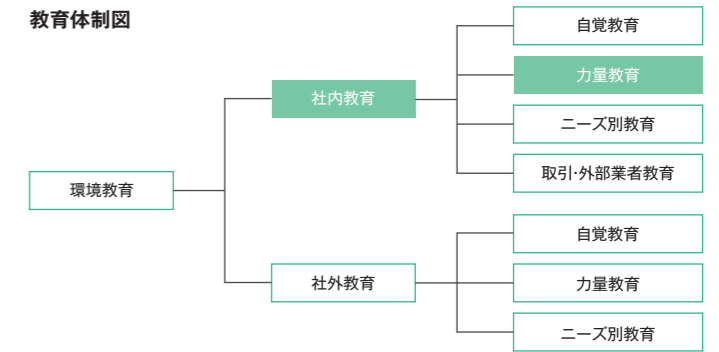 教育体制図
環境教育
社内教育
自覚教育
力量教育
ニーズ別教育
取引・外部業者教育
社外教育
自覚教育
力量教育
ニーズ別教育